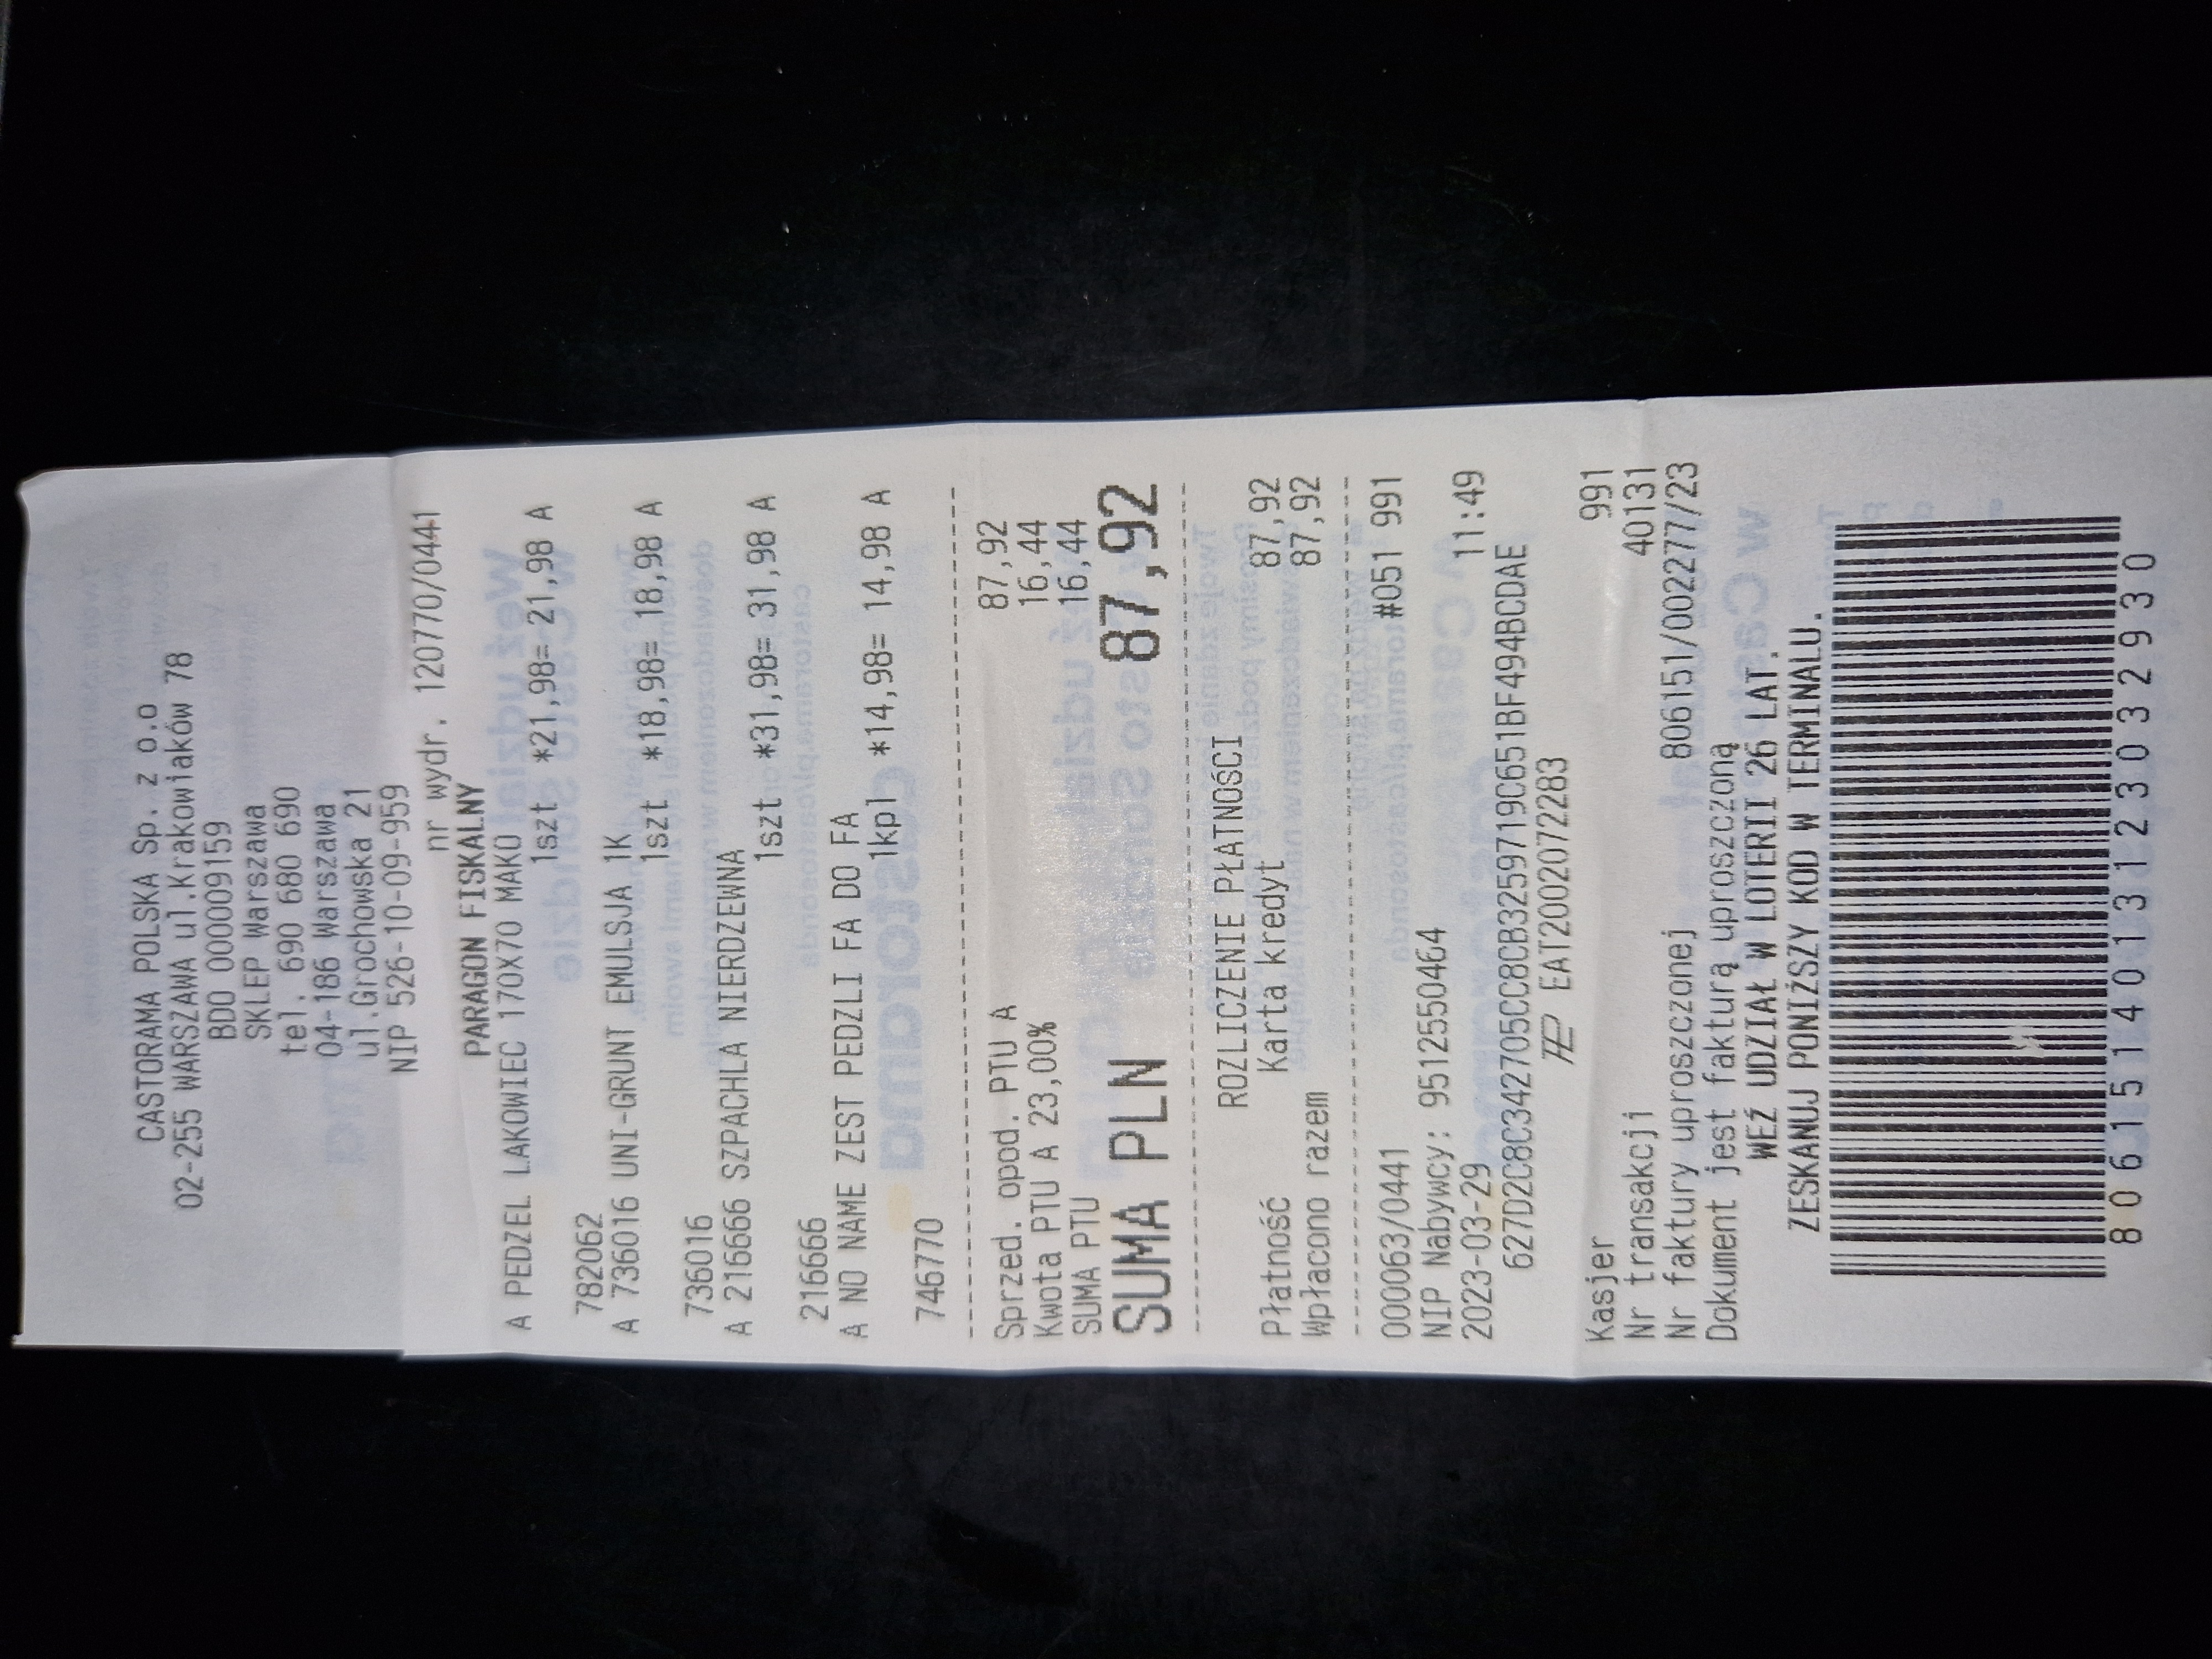 CASTORAMA POLSKA Sp. z o.o
02-255 WARSZAWA ul.Krakowiaków 78
BDO 000009159
SKLEP Warszawa
tel. 690 680 690
04-186 Warszawa
ul.Grochowska 21
NIP 526-10-09-959
nr wydr. 120770/0441
PARAGON FISKALNY
A PEDZEL LAKOWIEC 170X70 MAKO
1szt *21,98= 21,98 A
782062
A 736016 UNI-GRUNT EMULSJA 1K
1szt *18,98= 18,98 A
736016
A 216666 SZPACHLA NIERDZEWNA
1szt *31,98= 31,98 A
216666
A NO NAME ZEST PEDZLI FA DO FA
1kpl *14,98= 14,98 A
746770
Sprzed. opod. PTU A 87,92
Kwota PTU A 23,00% 16,44
SUMA PTU 16,44
SUMA PLN 87,92
ROZLICZENIE PŁATNOŚCI
Płatność Karta kredyt 87,92
Wpłacono razem 87,92
000063/0441 #051 991
NIP Nabywcy: 9512550464
2023-03-29 11:49
627D2C8C342705CC8CB3259719C651BF494BCDAE
EAT2002072283
Kasjer 991
Nr transakcji 40131
Nr faktury uproszczonej 806151/002277/23
Dokument jest fakturą uproszczoną
WEŹ UDZIAŁ W LOTERII 26 LAT.
ZESKANUJ PONIŻSZY KOD W TERMINALU.
8061514013123032930